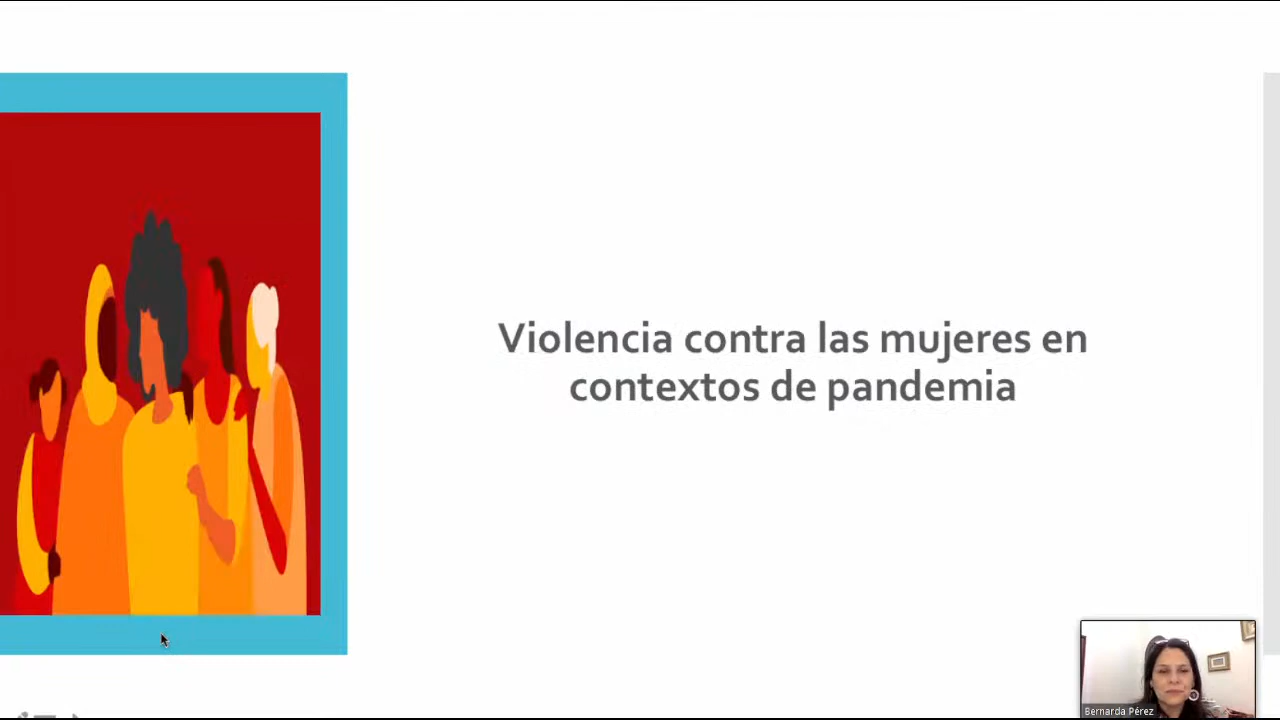 Violencia contra las mujeres en
contextos de pandemia
Bernarda Pérez